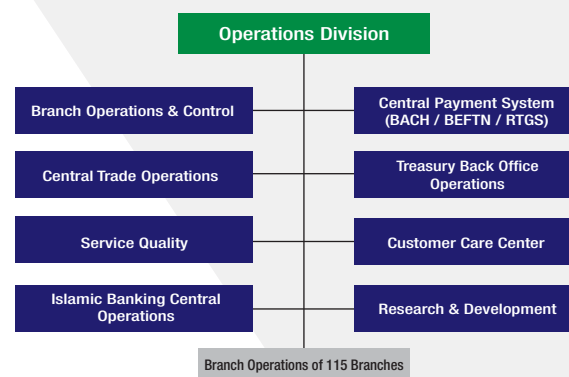 Operations Division
Branch Operations & Control
Central Payment System
(BACH / BEFTN / RTGS)
Central Trade Operations
Treasury Back Office
Operations
Service Quality
Customer Care Center
Islamic Banking Central
Operations
Research & Development
Branch Operations of 115 Branches